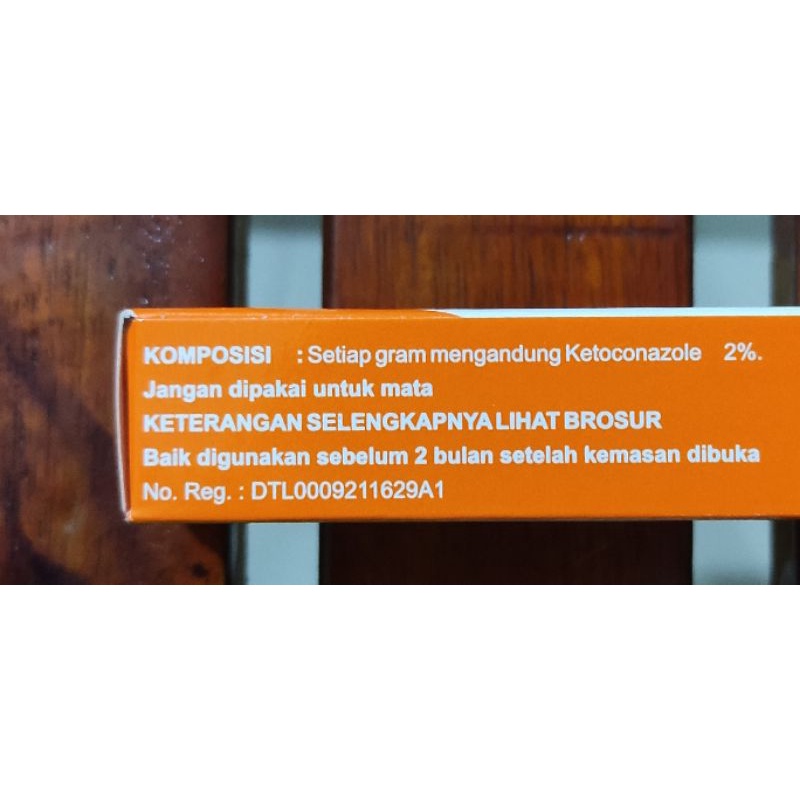 KOMPOSISI : Setiap gram mengandung Ketoconazole 2%.
Jangan dipakai untuk mata
KETERANGAN SELENGKAPNYA LIHAT BROSUR
Baik digunakan sebelum 2 bulan setelah kemasan dibuka
No. Reg. : DTL0009211629A1